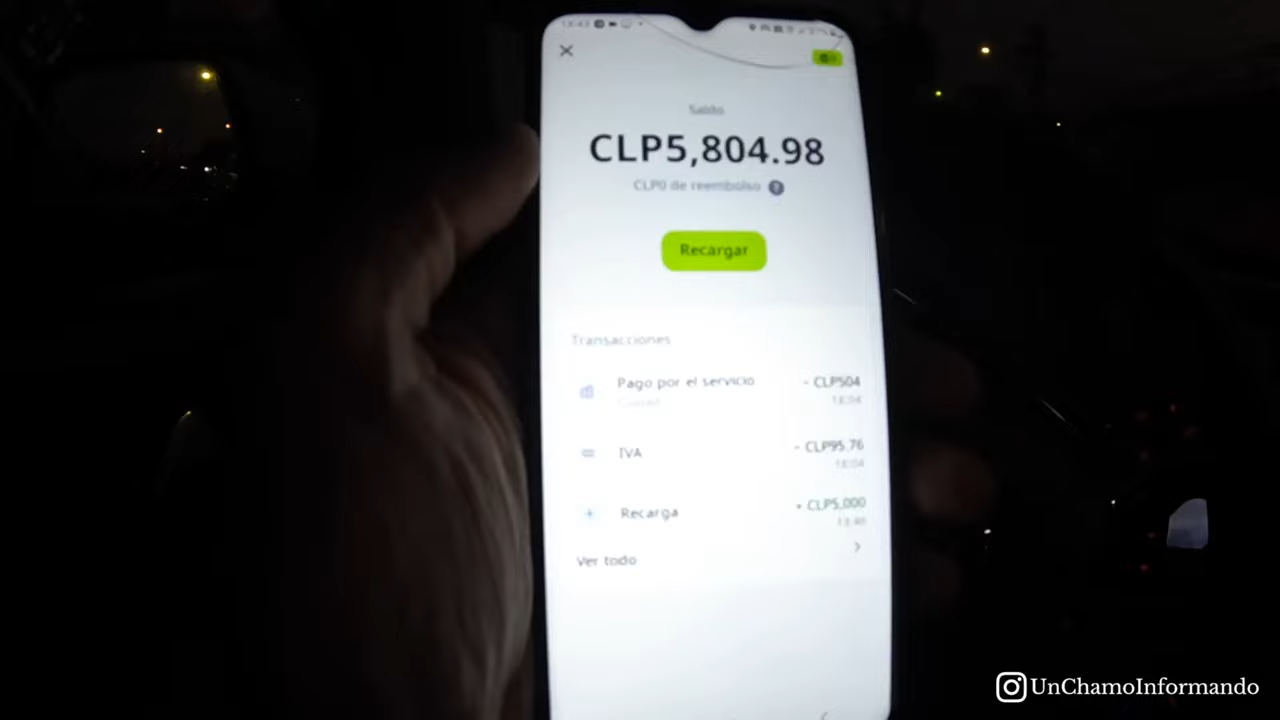 Saldo
CLP5,804.98
CLP0 de reembolso ?
Recargar
Transacciones
Pago por el servicio
- CLP504
18:04
IVA
- CLP95.76
18:04
Recarga
+ CLP5,000
Ver todo
UnChamoInformando